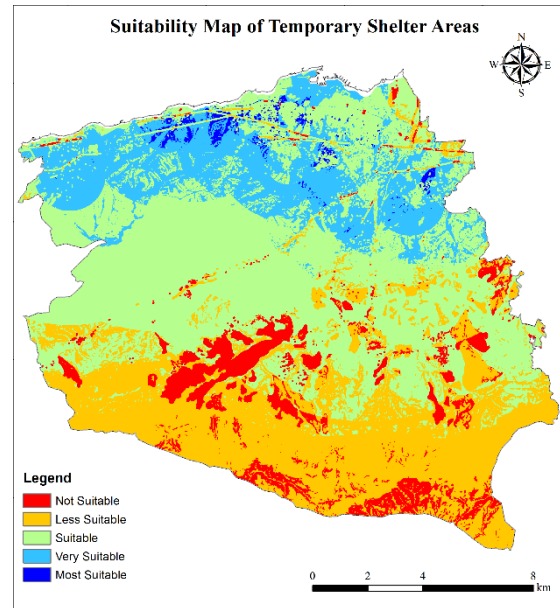 Suitability Map of Temporary Shelter Areas
N
W E
S
Legend
Not Suitable
Less Suitable
Suitable
Very Suitable
Most Suitable
0 2 4 8
km